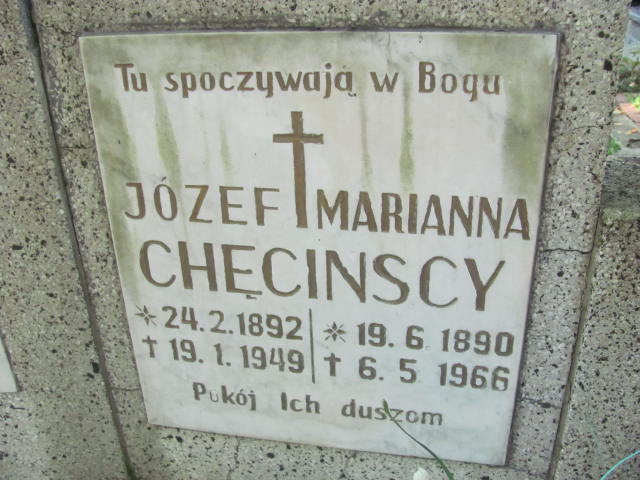 Tu spoczywają w Bogu
JÓZEF MARIANNA
CHĘCINSCY
✳ 24. 2. 1892 ✳ 19. 6. 1890
† 19. 1. 1949 † 6. 5. 1966
Pukój Ich duszom